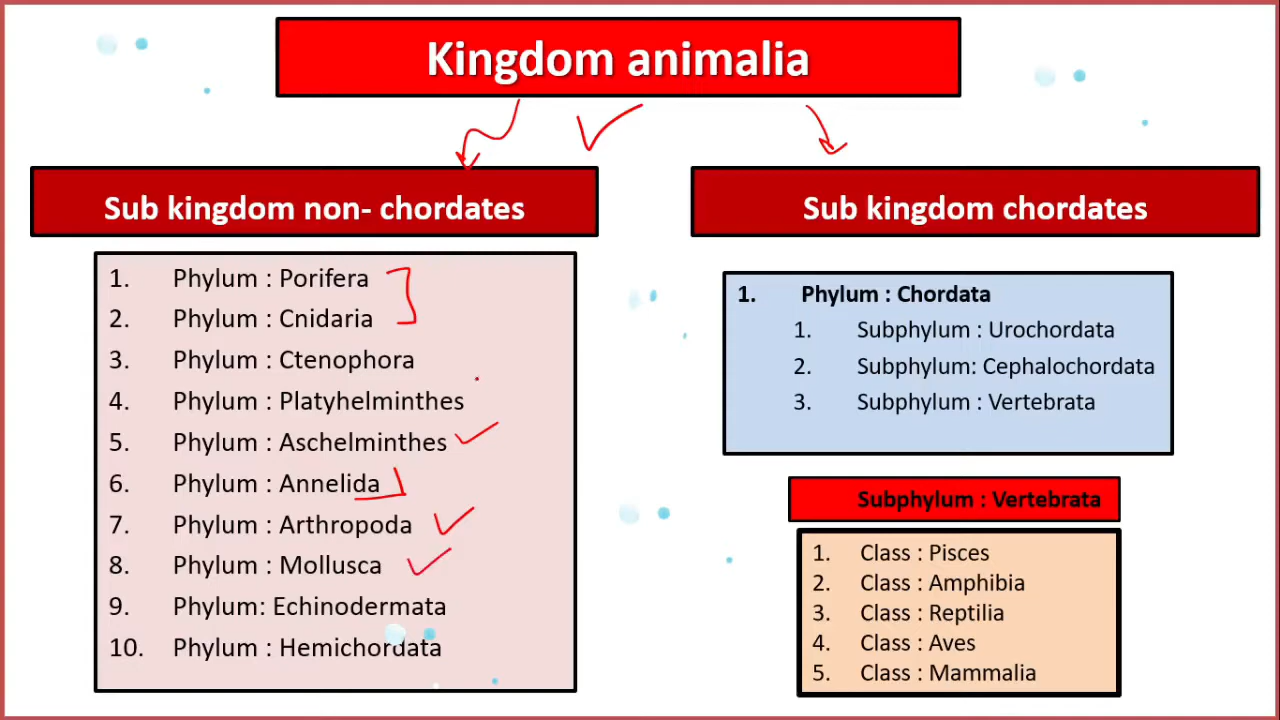 Kingdom animalia
Sub kingdom non- chordates
1. Phylum : Porifera
2. Phylum : Cnidaria
3. Phylum : Ctenophora
4. Phylum : Platyhelminthes
5. Phylum : Aschelminthes
6. Phylum : Annelida
7. Phylum : Arthropoda
8. Phylum : Mollusca
9. Phylum: Echinodermata
10. Phylum : Hemichordata
Sub kingdom chordates
1. Phylum : Chordata
1. Subphylum : Urochordata
2. Subphylum: Cephalochordata
3. Subphylum : Vertebrata
Subphylum : Vertebrata
1. Class : Pisces
2. Class : Amphibia
3. Class : Reptilia
4. Class : Aves
5. Class : Mammalia